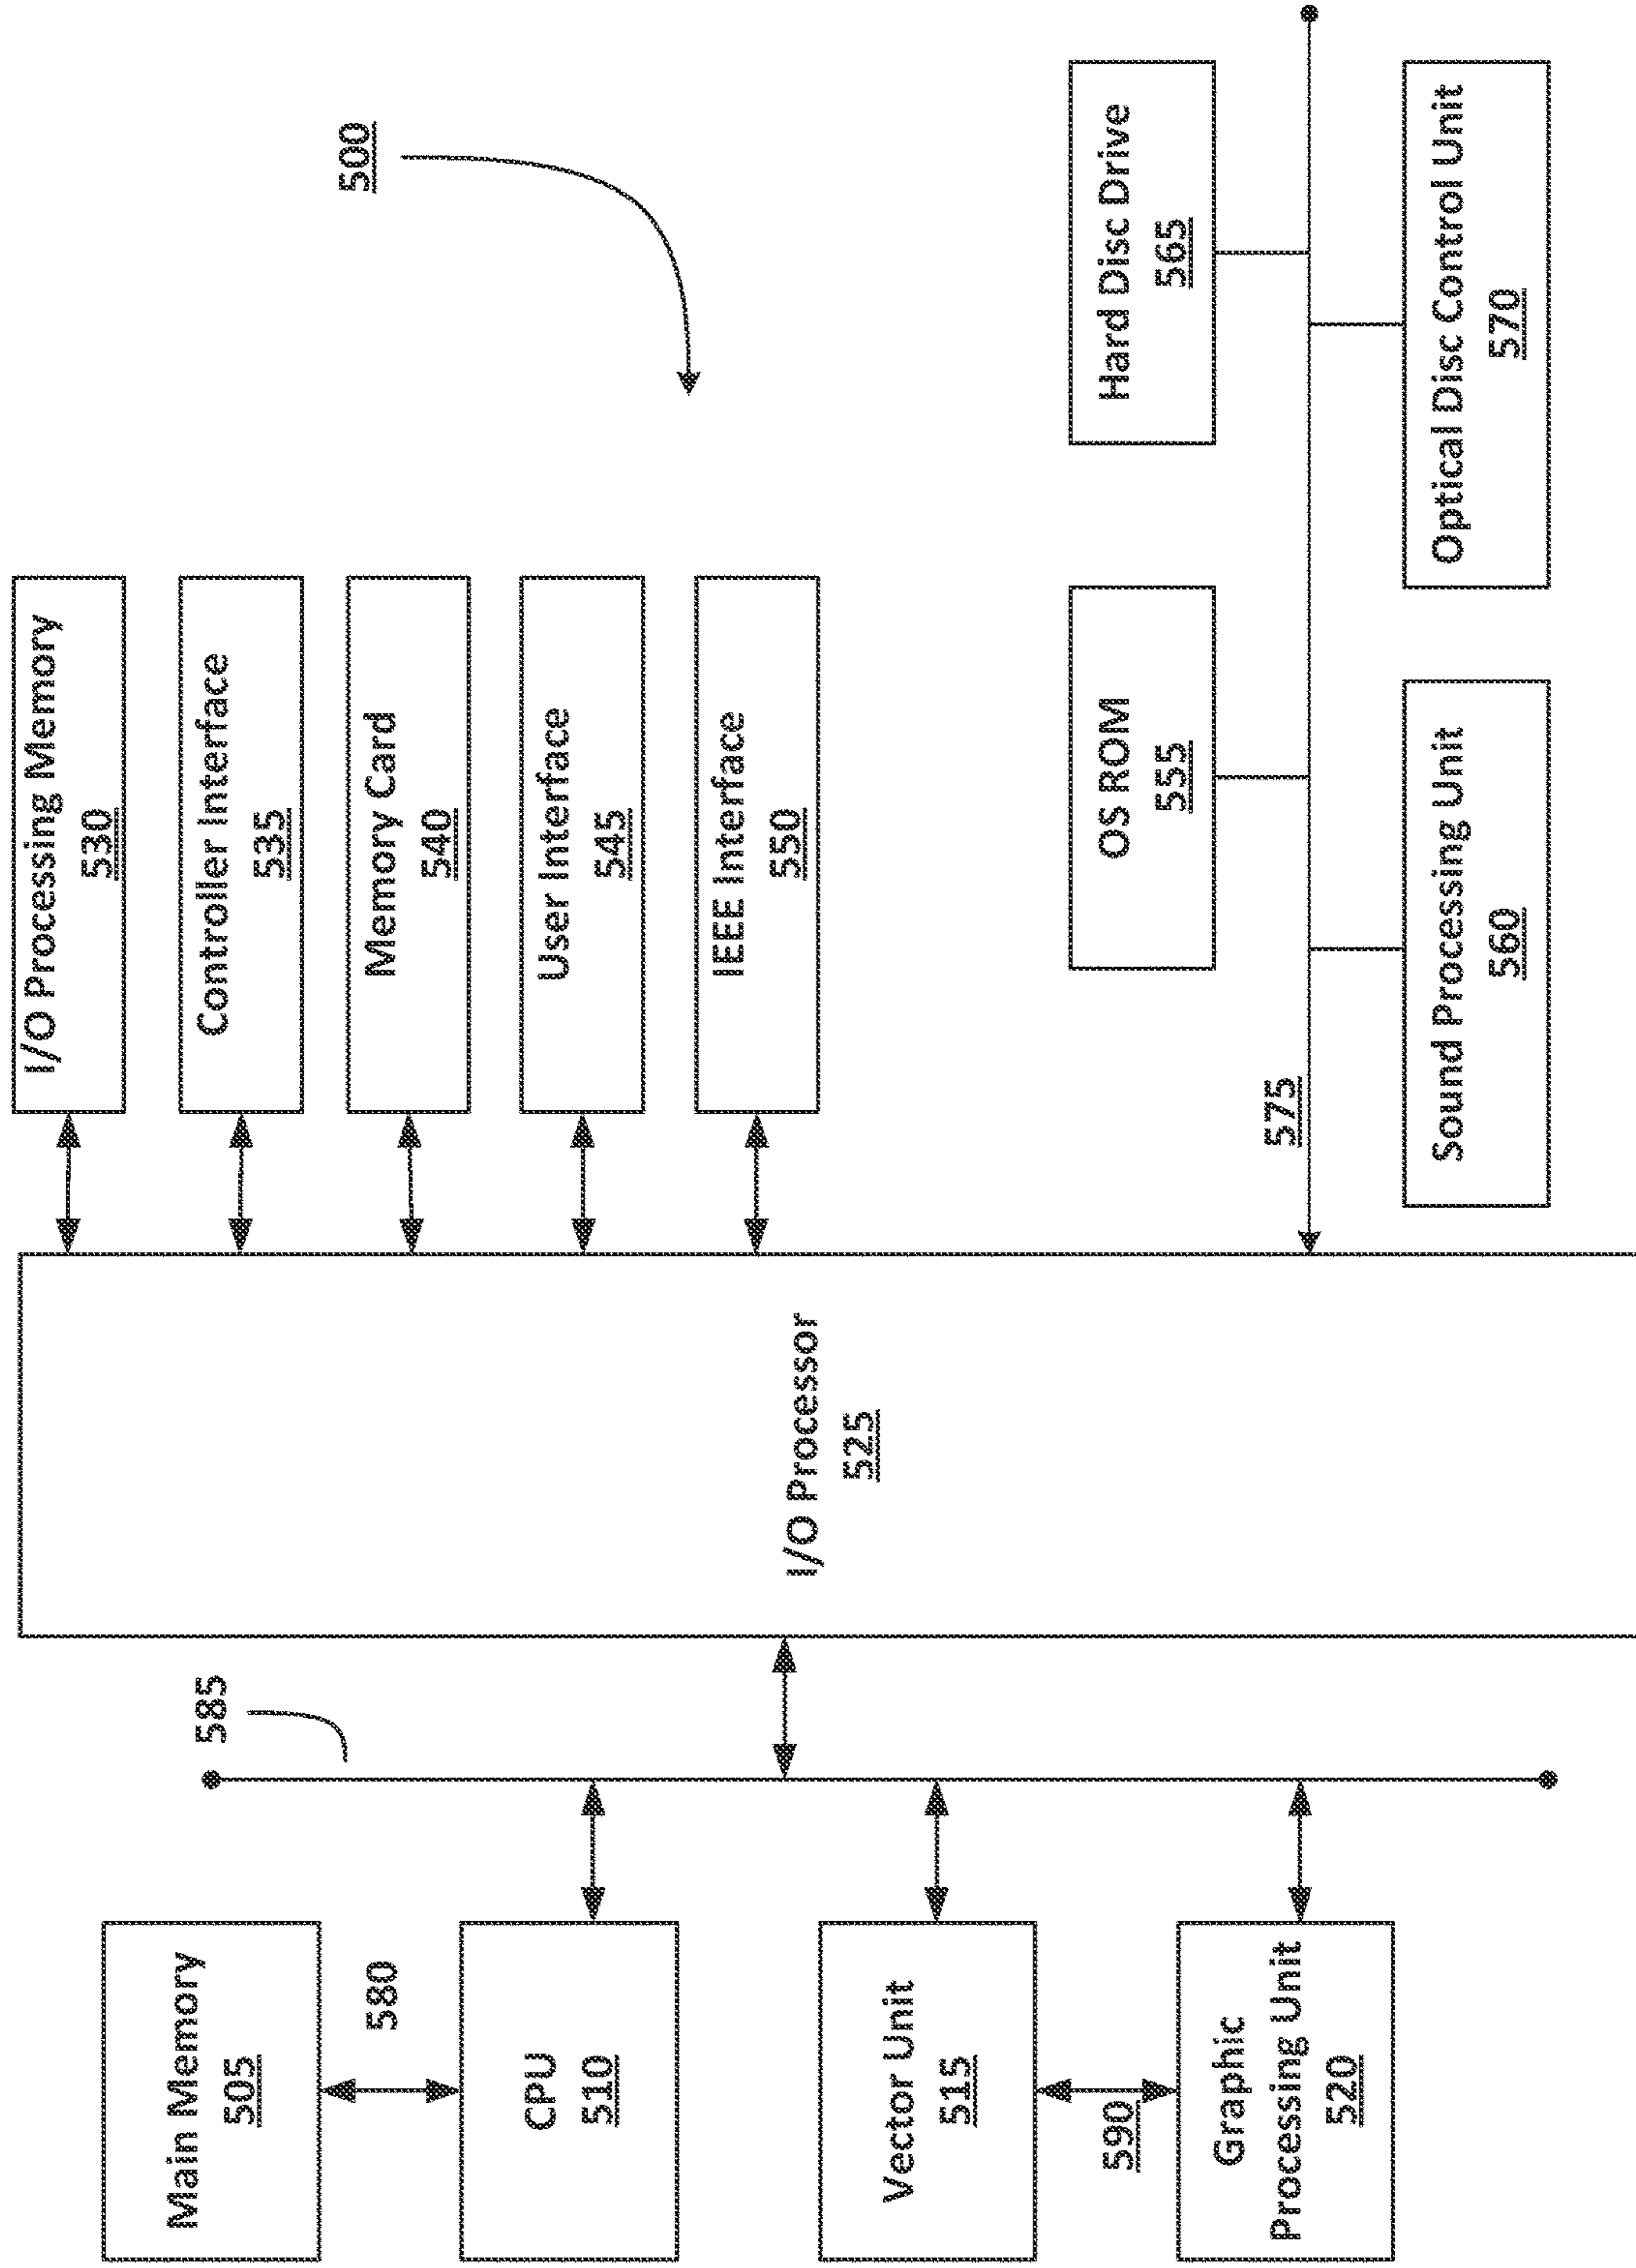 Main Memory
505
580
CPU
510
Vector Unit
515
590
Graphic
Processing Unit
520
585
I/O Processor
525
I/O Processing Memory
530
Controller Interface
535
Memory Card
540
User Interface
545
IEEE Interface
550
500
OS ROM
555
Hard Disc Drive
565
575
Sound Processing Unit
560
Optical Disc Control Unit
570